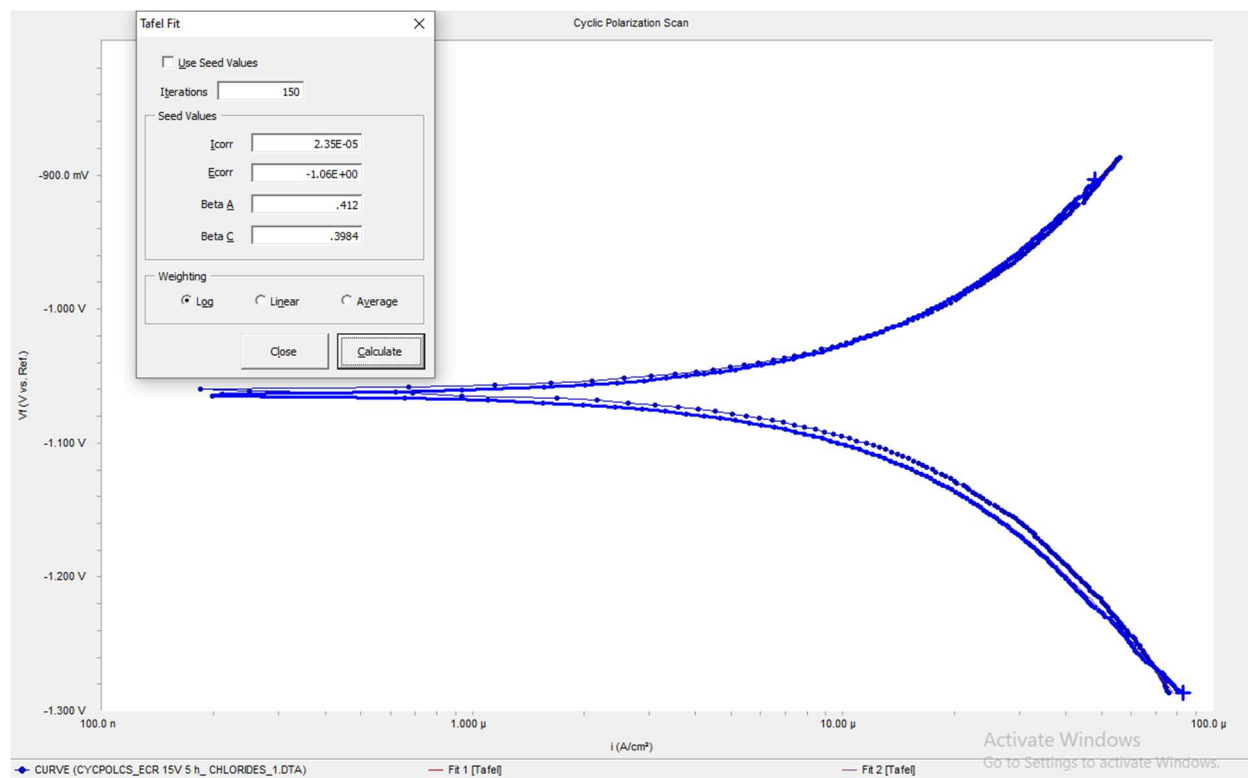 Tafel Fit
Cyclic Polarization Scan
Use Seed Values
Iterations 150
Seed Values
Icorr 2.35E-05
Ecorr -1.06E+00
Beta A .412
Beta C .3984
Weighting
Log Linear Average
Close Calculate
-900.0 mV
-1.000 V
Vf (V vs. Ref.)
-1.100 V
-1.200 V
-1.300 V
100.0 n 1.000 µ 10.00 µ 100.0 µ
i (A/cm²)
Activate Windows
Go to Settings to activate Windows.
CURVE (CYCPOLCS_ECR 15V 5 h_ CHLORIDES_1.DTA) Fit 1 [Tafel] Fit 2 [Tafel]